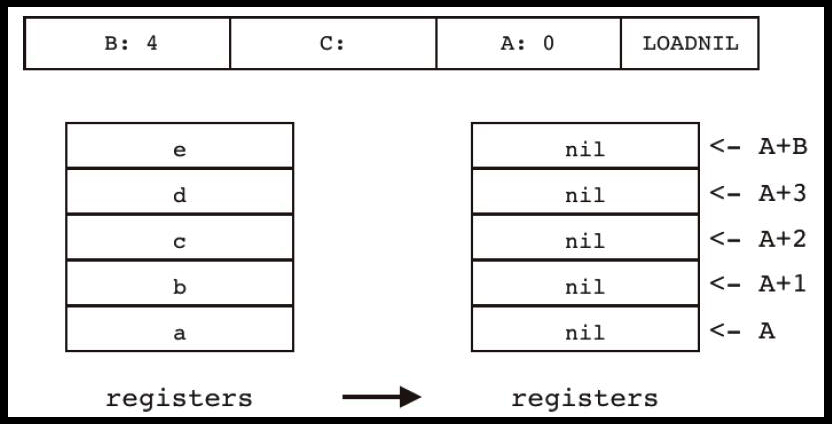 B: 4 C: A: 0 LOADNIL
e nil <- A+B
d nil <- A+3
c nil <- A+2
b nil <- A+1
a nil <- A
registers registers